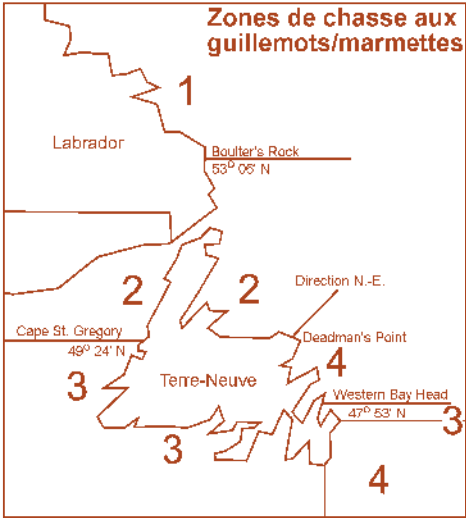 Zones de chasse aux
guillemots/marmettes
1
Labrador
Boulter's Rock
53° 05' N
2
2
Direction N.-E.
Cape St. Gregory
49° 24' N
Deadman's Point
4
3
Terre-Neuve
Western Bay Head
47° 53' N
3
3
4